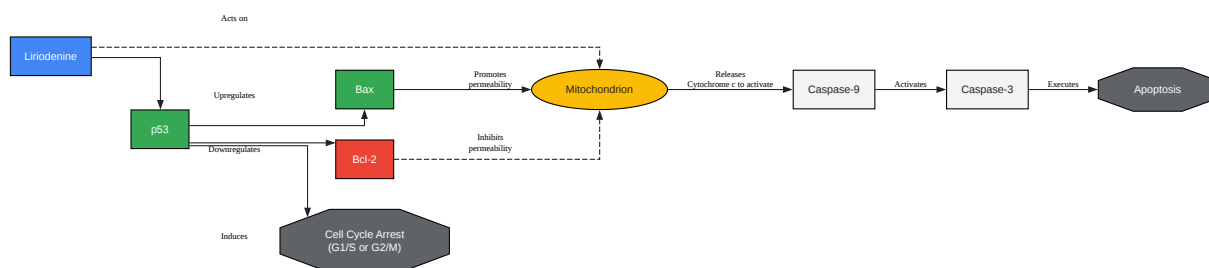 Acts on
Liriodenine
Upregulates
p53
Downregulates
Bax
Bcl-2
Promotes
permeability
Inhibits
permeability
Mitochondrion
Releases
Cytochrome c to activate
Caspase-9
Activates
Caspase-3
Executes
Apoptosis
Induces
Cell Cycle Arrest
(G1/S or G2/M)